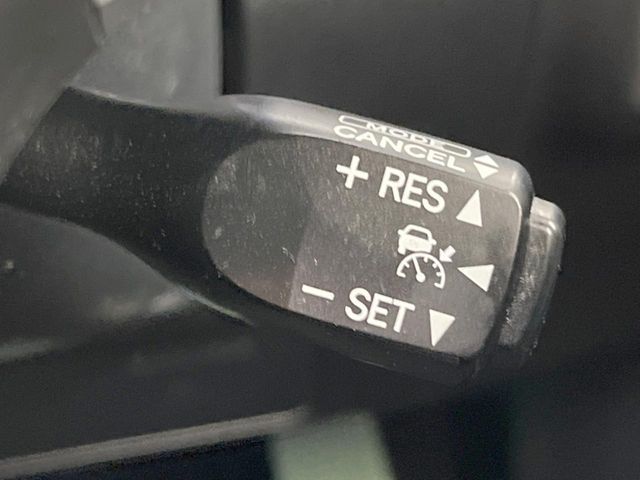 MODE
CANCEL
+ RES
- SET